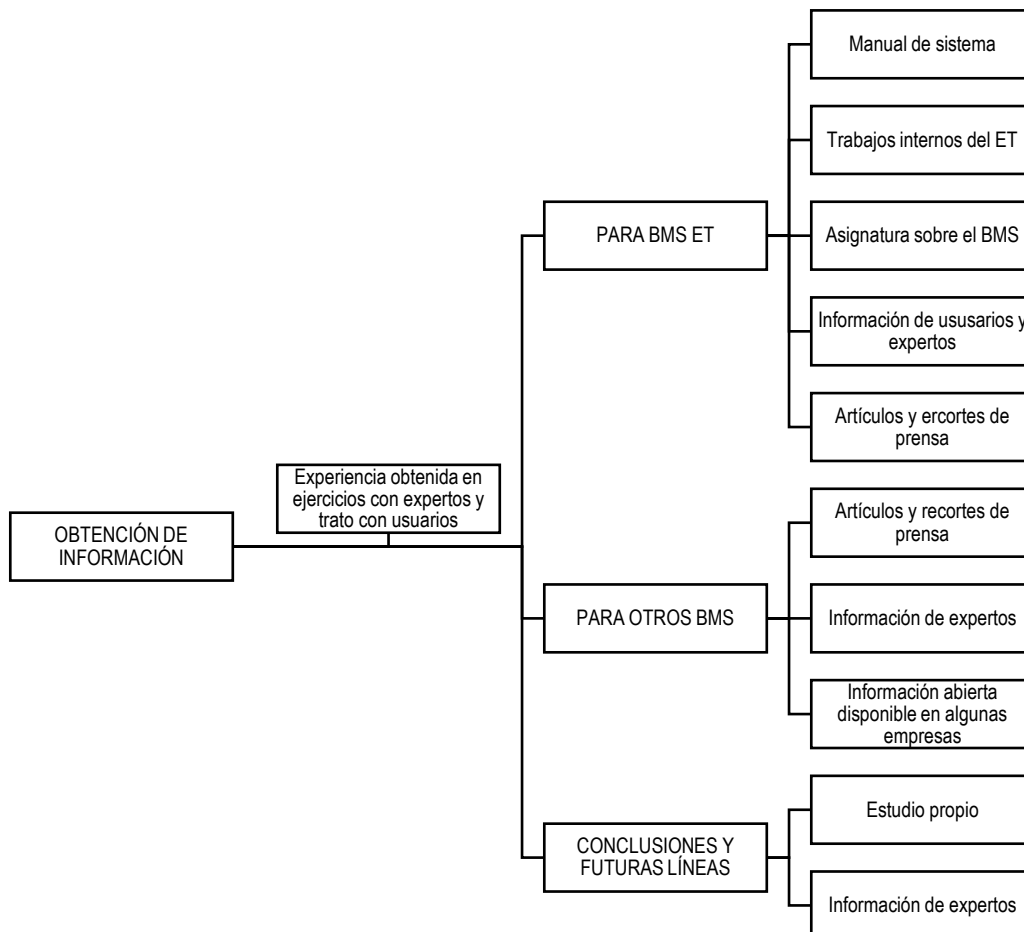 OBTENCIÓN DE
INFORMACIÓN
Experiencia obtenida en
ejercicios con expertos y
trato con usuarios
PARA BMS ET
Manual de sistema
Trabajos internos del ET
Asignatura sobre el BMS
Información de ususarios y
expertos
Artículos y ercortes de
prensa
PARA OTROS BMS
Artículos y recortes de
prensa
Información de expertos
Información abierta
disponible en algunas
empresas
CONCLUSIONES Y
FUTURAS LÍNEAS
Estudio propio
Información de expertos